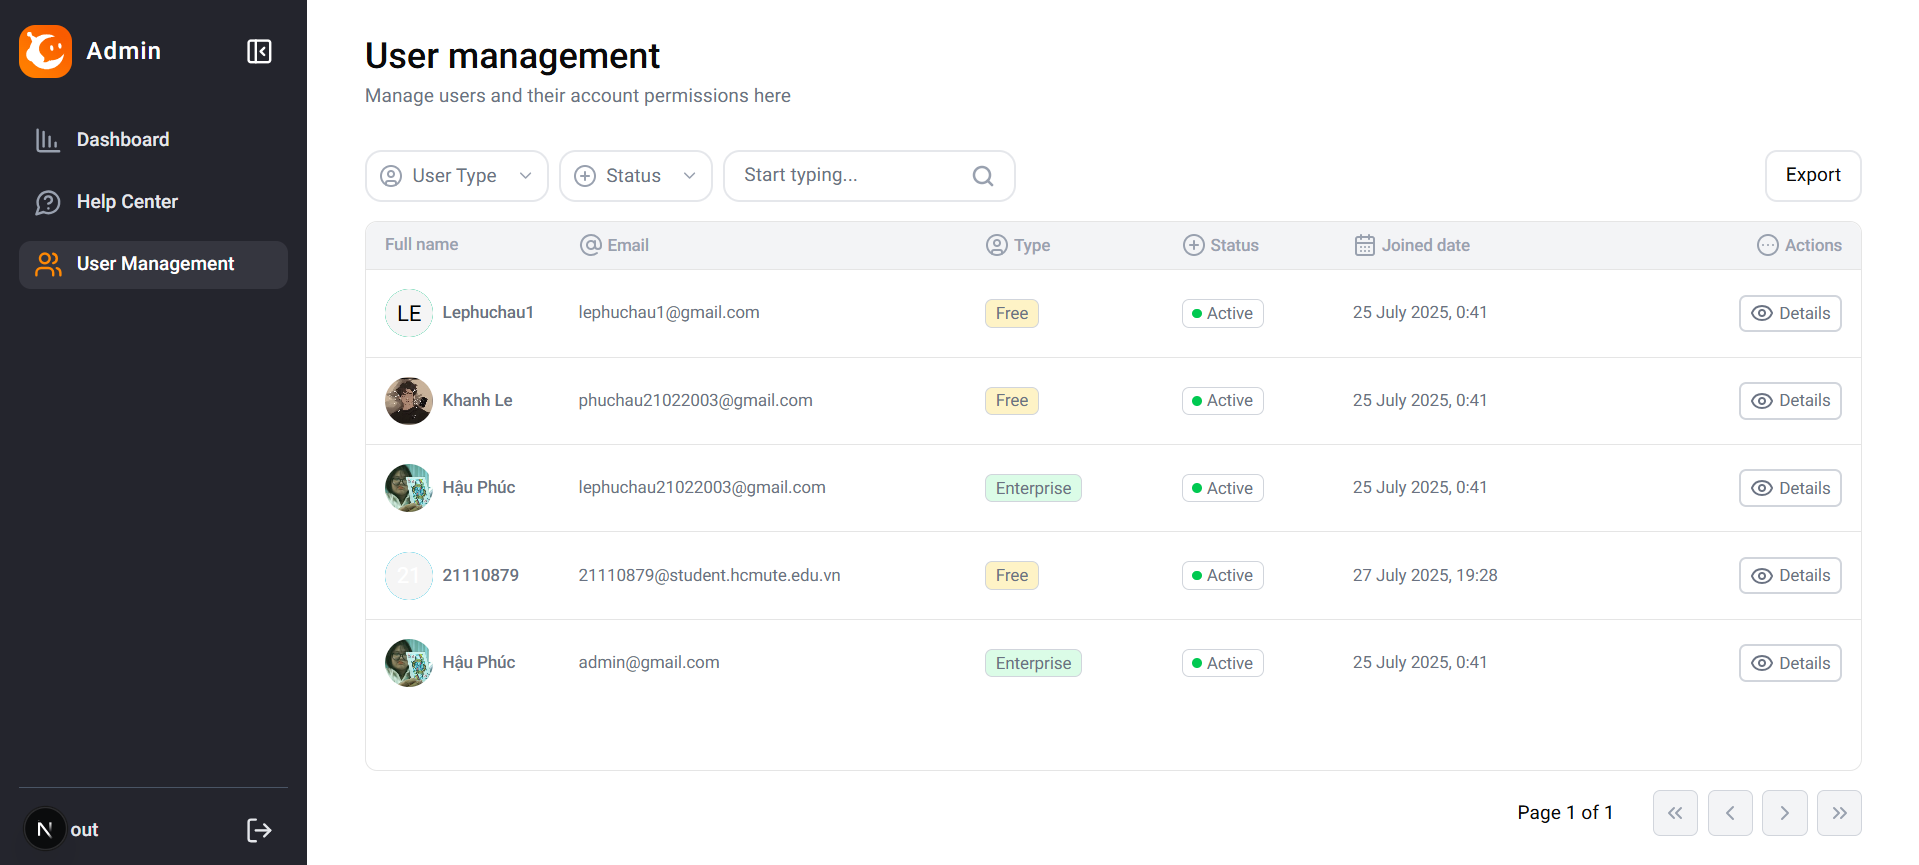 Admin
Dashboard
Help Center
User Management
N out
User management
Manage users and their account permissions here
User Type Status Start typing... Export
Full name Email Type Status Joined date Actions
LE Lephuchau1 lephuchau1@gmail.com Free Active 25 July 2025, 0:41 Details
Khanh Le phuchau21022003@gmail.com Free Active 25 July 2025, 0:41 Details
Hậu Phúc lephuchau21022003@gmail.com Enterprise Active 25 July 2025, 0:41 Details
21 21110879 21110879@student.hcmute.edu.vn Free Active 27 July 2025, 19:28 Details
Hậu Phúc admin@gmail.com Enterprise Active 25 July 2025, 0:41 Details
Page 1 of 1